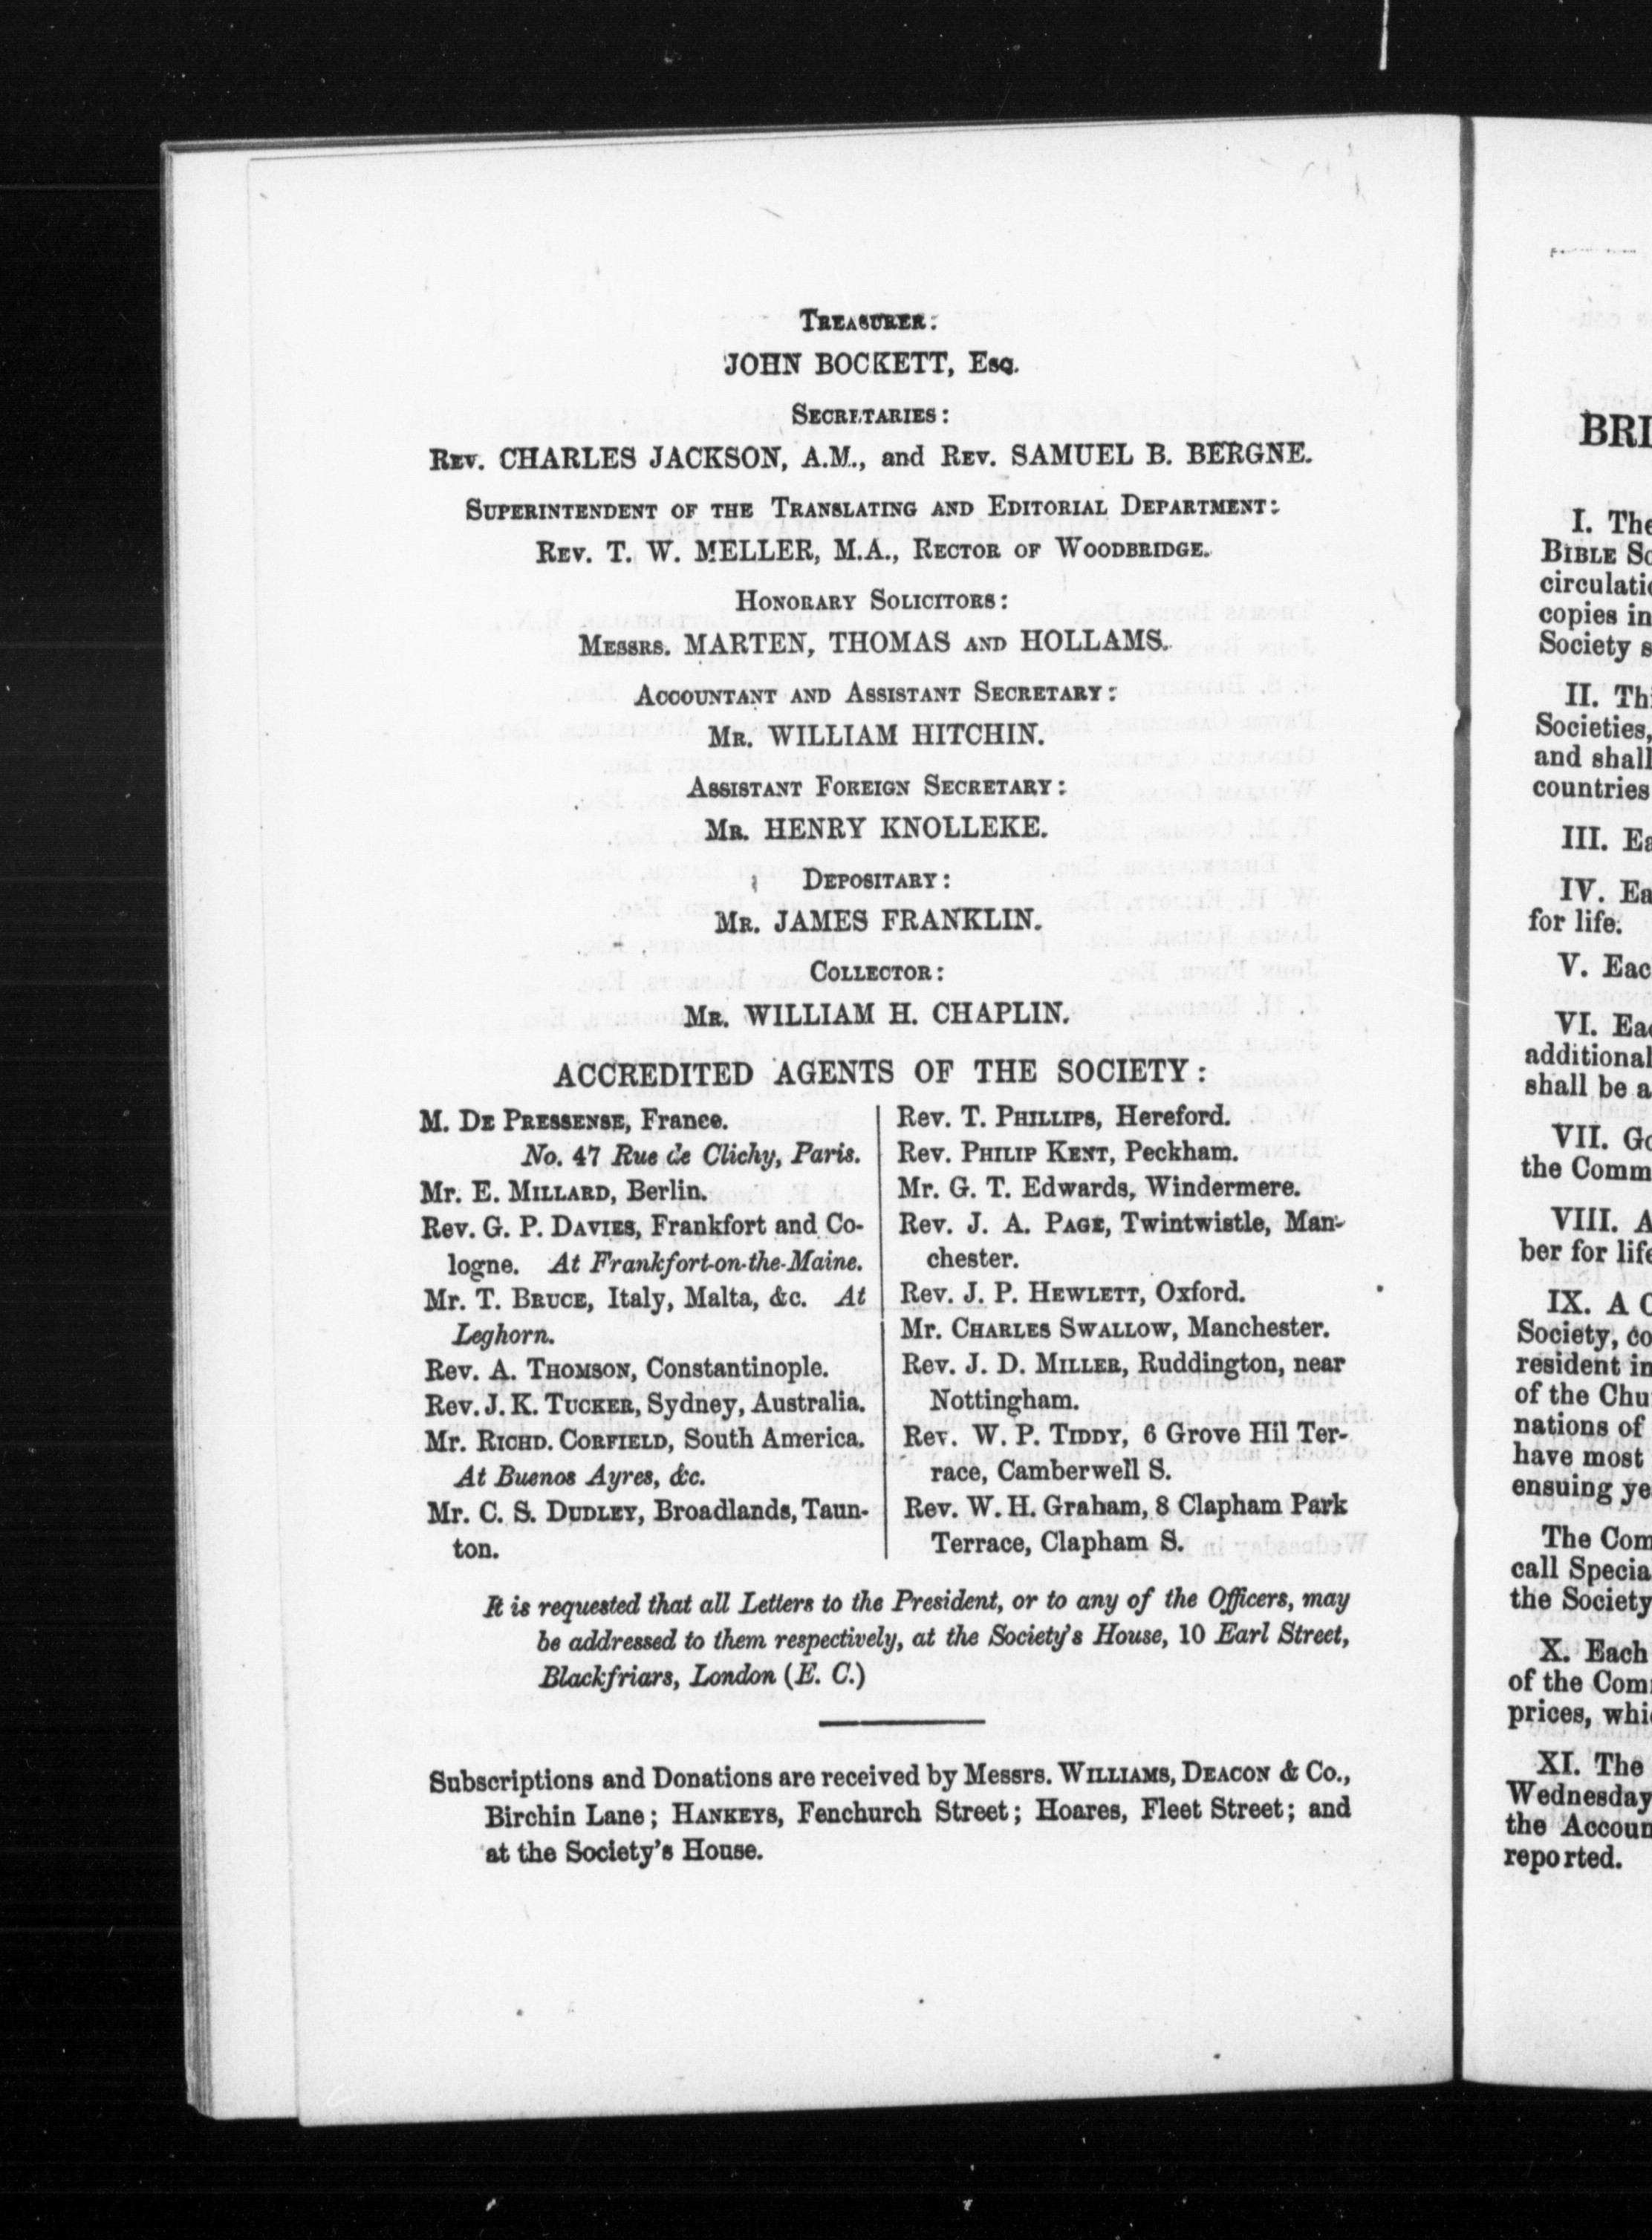 TREASURER:
JOHN BOCKETT, ESQ.
SECRETARIES:
REV. CHARLES JACKSON, A.M., and REV. SAMUEL B. BERGNE.
SUPERINTENDENT OF THE TRANSLATING AND EDITORIAL DEPARTMENT:
REV. T. W. MELLER, M.A., RECTOR OF WOODBRIDGE.
HONORARY SOLICITORS:
MESSRS. MARTEN, THOMAS AND HOLLAMS.
ACCOUNTANT AND ASSISTANT SECRETARY:
MR. WILLIAM HITCHIN.
ASSISTANT FOREIGN SECRETARY:
MR. HENRY KNOLLEKE.
DEPOSITARY:
MR. JAMES FRANKLIN.
COLLECTOR:
MR. WILLIAM H. CHAPLIN.
ACCREDITED AGENTS OF THE SOCIETY:
M. DE PRESSENSE, France.
No. 47 Rue de Clichy, Paris.
Mr. E. MILLARD, Berlin.
Rev. G. P. DAVIES, Frankfort and Co-
logne. At Frankfort-on-the-Maine.
Mr. T. BRUCE, Italy, Malta, &c. At
Leghorn.
Rev. A. THOMSON, Constantinople.
Rev. J. K. TUCKER, Sydney, Australia.
Mr. RICHD. CORFIELD, South America.
At Buenos Ayres, &c.
Mr. C. S. DUDLEY, Broadlands, Taun-
ton.
Rev. T. PHILLIPS, Hereford.
Rev. PHILIP KENT, Peckham.
Mr. G. T. Edwards, Windermere.
Rev. J. A. PAGE, Twintwistle, Man-
chester.
Rev. J. P. HEWLETT, Oxford.
Mr. CHARLES SWALLOW, Manchester.
Rev. J. D. MILLER, Ruddington, near
Nottingham.
Rev. W. P. TIDDY, 6 Grove Hil Ter-
race, Camberwell S.
Rev. W. H. Graham, 8 Clapham Park
Terrace, Clapham S.
It is requested that all Letters to the President, or to any of the Officers, may
be addressed to them respectively, at the Society's House, 10 Earl Street,
Blackfriars, London (E. C.)
Subscriptions and Donations are received by Messrs. WILLIAMS, DEACON & Co.,
Birchin Lane; HANKEYS, Fenchurch Street; Hoares, Fleet Street; and
at the Society's House.
BRI
I. The
BIBLE So
circulati
copies in
Society s
II. Thi
Societies,
and shall
countries
III. Ea
IV. Ea
for life.
V. Eac
VI. Eac
additional
shall be a
VII. Go
the Comm
VIII. A
ber for life
IX. A C
Society, co
resident in
of the Chu
nations of
have most
ensuing ye
The Com
call Specia
the Society
X. Each
of the Com
prices, whi
XI. The
Wednesday
the Accoun
reported.